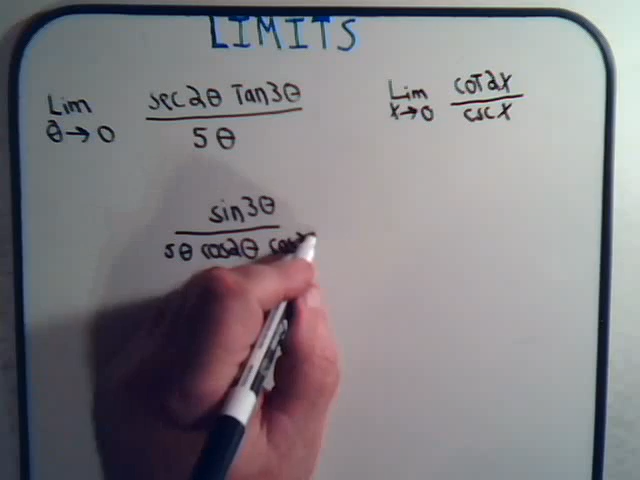 LIMITS
Lim θ→0 sec2θ Tan3θ
5θ
Lim x→0 cot2x
cscx
sin3θ
5θ cos2θ